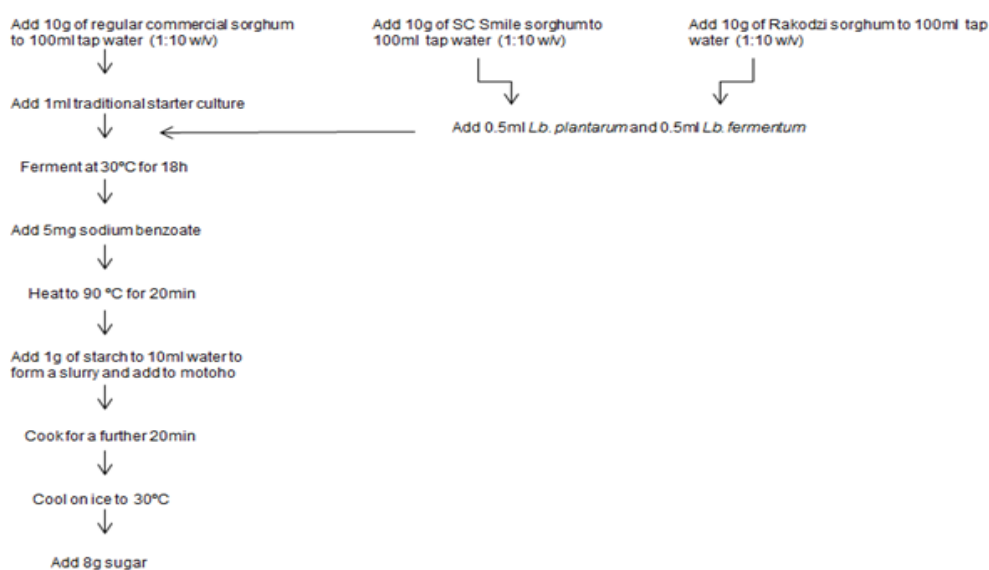 Add 10g of regular commercial sorghum
to 100ml tap water (1:10 w/v)
Add 10g of SC Smile sorghum to
100ml tap water (1:10 w/v)
Add 10g of Rakodzi sorghum to 100ml tap
water (1:10 w/v)
Add 1ml traditional starter culture
Add 0.5ml Lb. plantarum and 0.5ml Lb. fermentum
Ferment at 30°C for 18h
Add 5mg sodium benzoate
Heat to 90 °C for 20min
Add 1g of starch to 10ml water to
form a slurry and add to motoho
Cook for a further 20min
Cool on ice to 30°C
Add 8g sugar